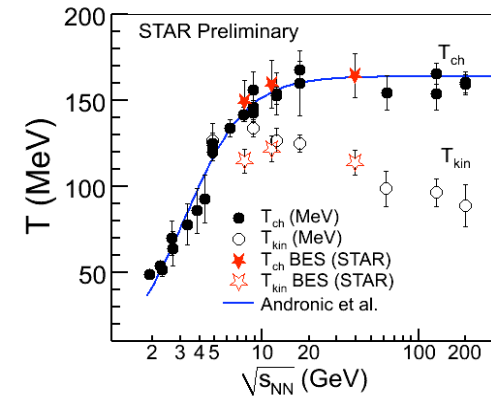 STAR Preliminary
T_ch
T_kin
T (MeV)
200
150
100
50
T_ch (MeV)
T_kin (MeV)
T_ch BES (STAR)
T_kin BES (STAR)
Andronic et al.
2 3 4 5 10 20 100 200
√s_NN (GeV)